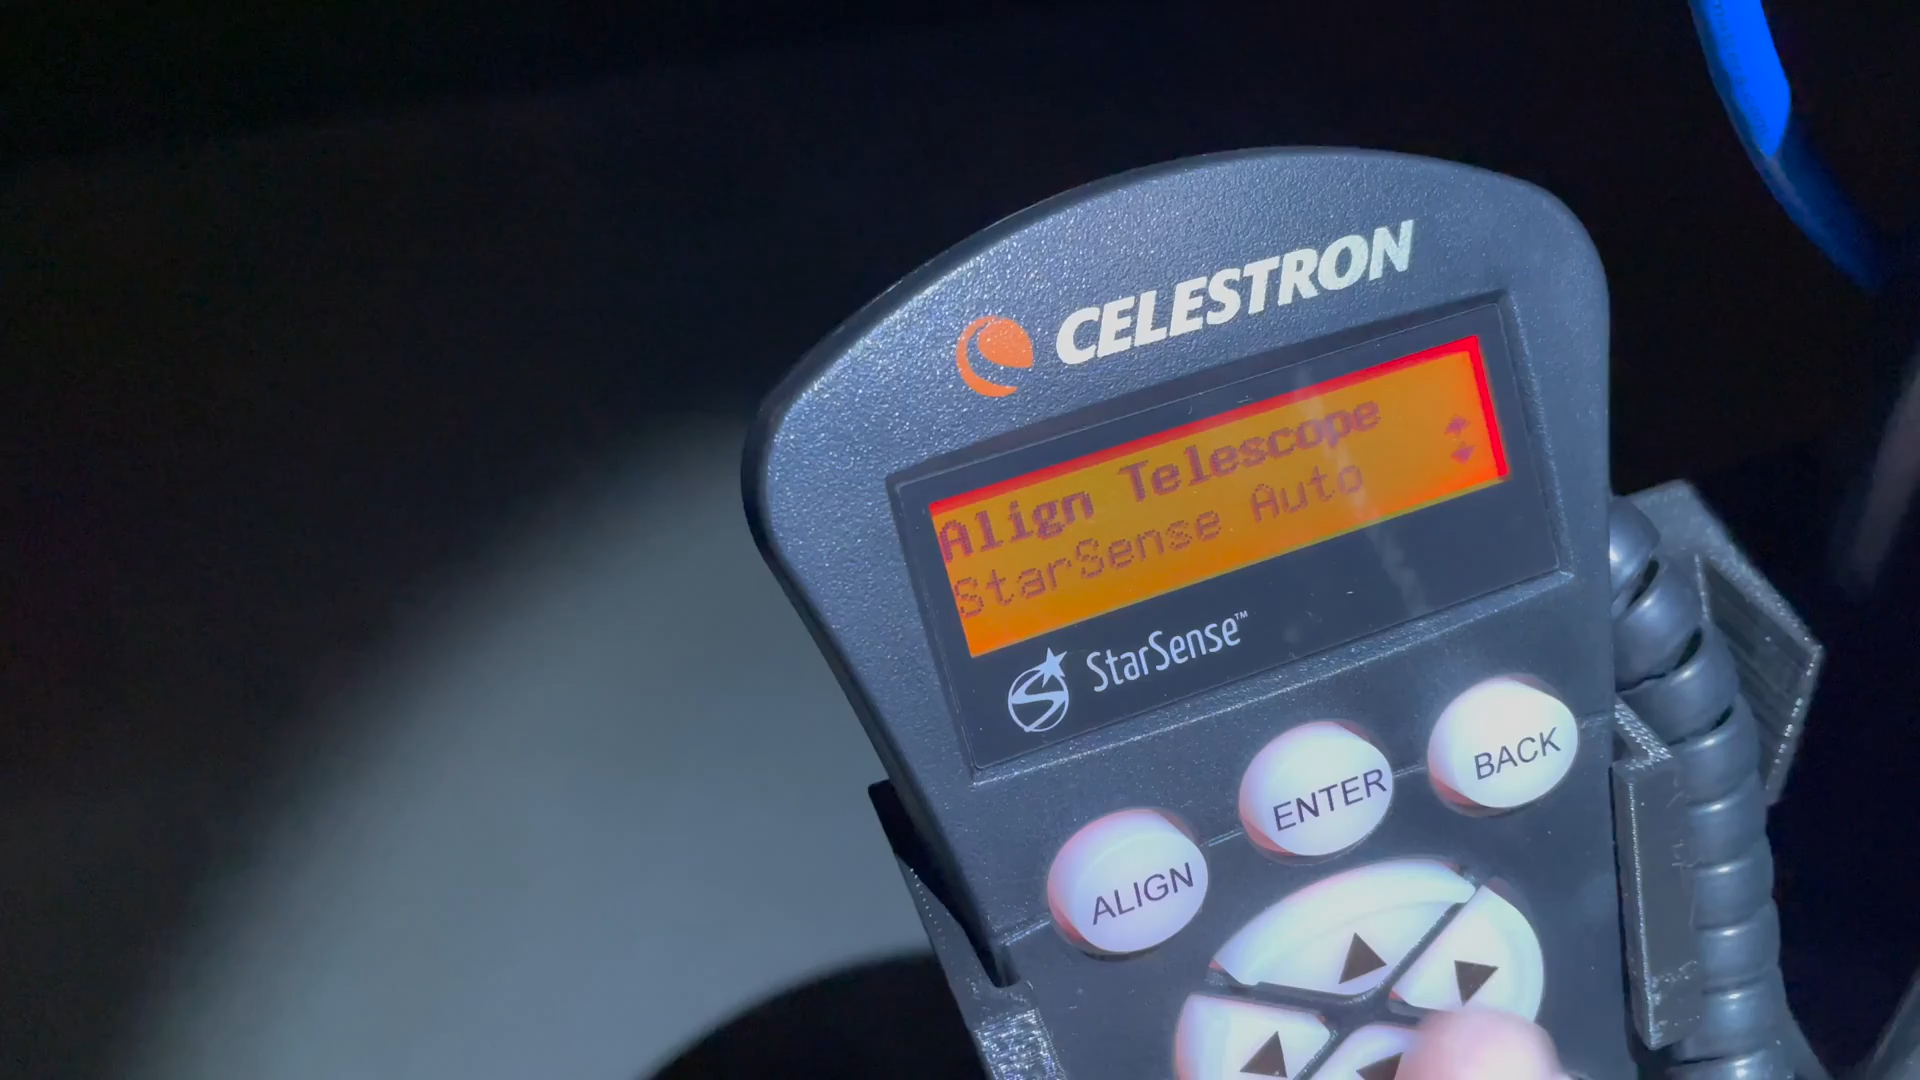 CELESTRON
Align Telescope
StarSense Auto
StarSense™
ALIGN
ENTER
BACK